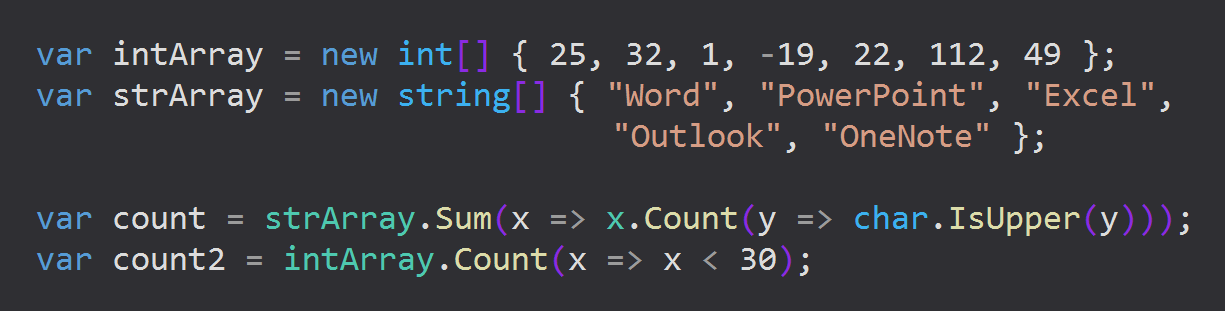 var intArray = new int[] { 25, 32, 1, -19, 22, 112, 49 };
var strArray = new string[] { "Word", "PowerPoint", "Excel",
"Outlook", "OneNote" };
var count = strArray.Sum(x => x.Count(y => char.IsUpper(y)));
var count2 = intArray.Count(x => x < 30);